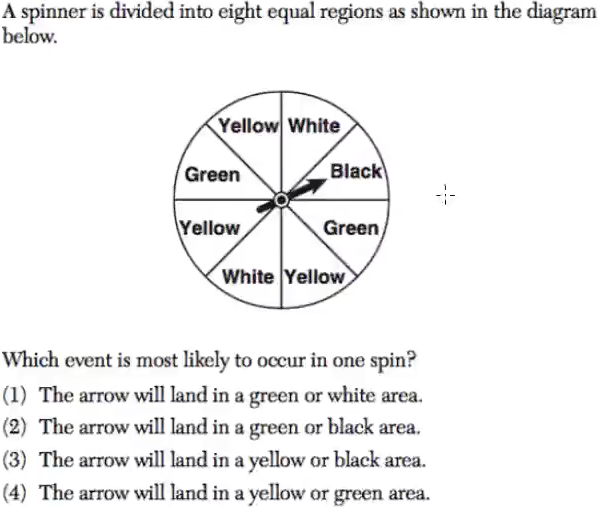 A spinner is divided into eight equal regions as shown in the diagram
below.
Yellow White
Green Black
Yellow Green
White Yellow
Which event is most likely to occur in one spin?
(1) The arrow will land in a green or white area.
(2) The arrow will land in a green or black area.
(3) The arrow will land in a yellow or black area.
(4) The arrow will land in a yellow or green area.